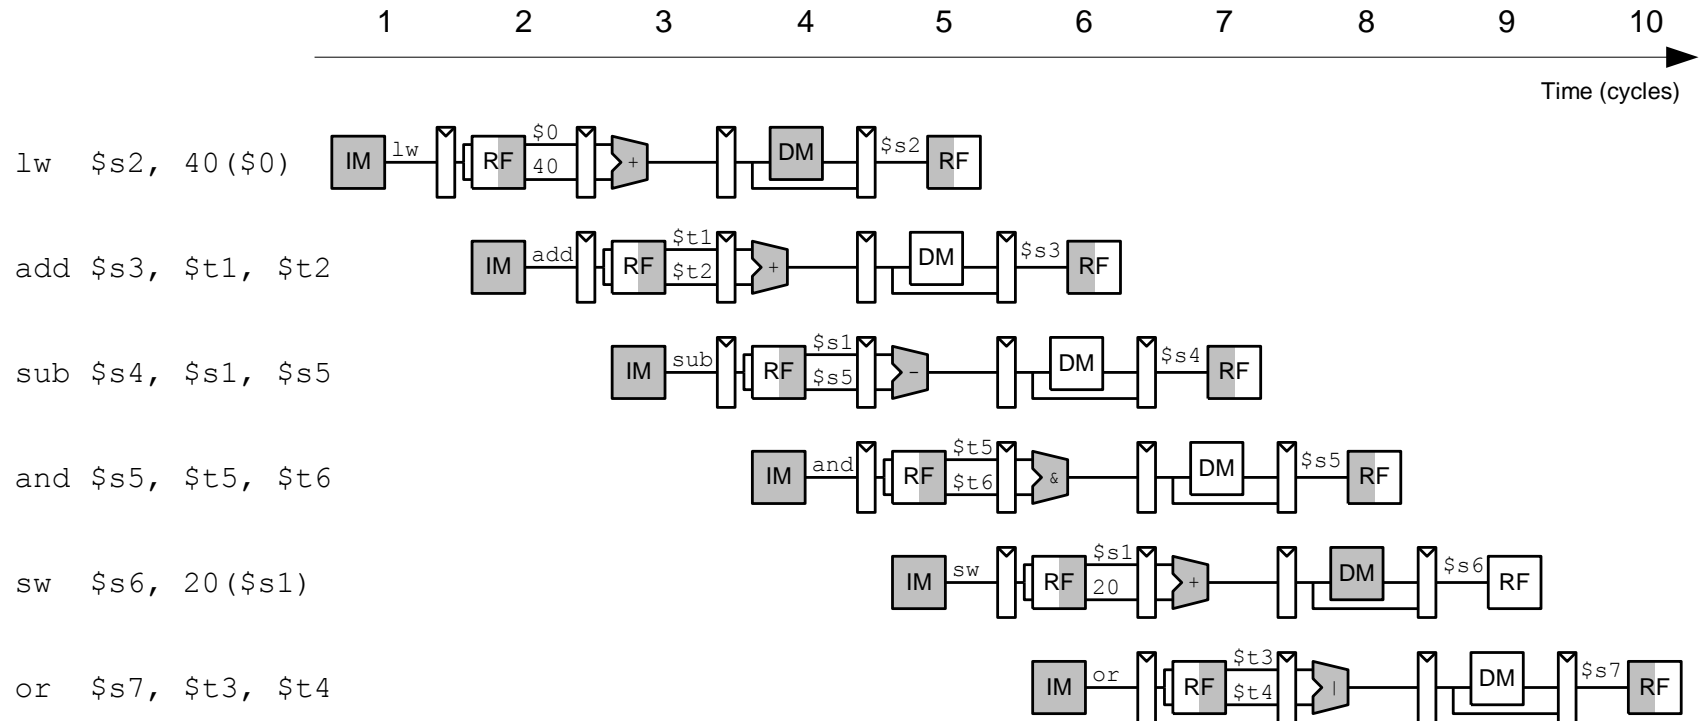 1 2 3 4 5 6 7 8 9 10
Time (cycles)
$0
lw $s2, 40($0) IM lw RF 40 + DM $s2 RF
$t1
add $s3, $t1, $t2 IM add RF $t2 + DM $s3 RF
$s1
sub $s4, $s1, $s5 IM sub RF $s5 - DM $s4 RF
$t5
and $s5, $t5, $t6 IM and RF $t6 & DM $s5 RF
$s1
sw $s6, 20($s1) IM sw RF 20 + DM $s6 RF
$t3
or $s7, $t3, $t4 IM or RF $t4 | DM $s7 RF